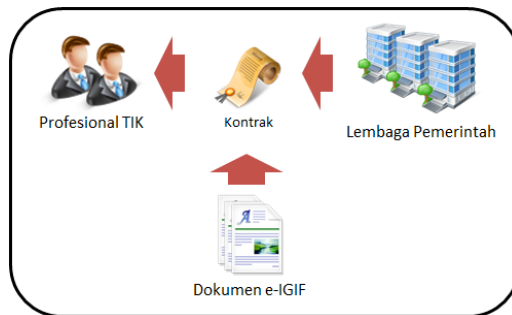 Profesional TIK
Kontrak
Lembaga Pemerintah
Dokumen e-IGIF